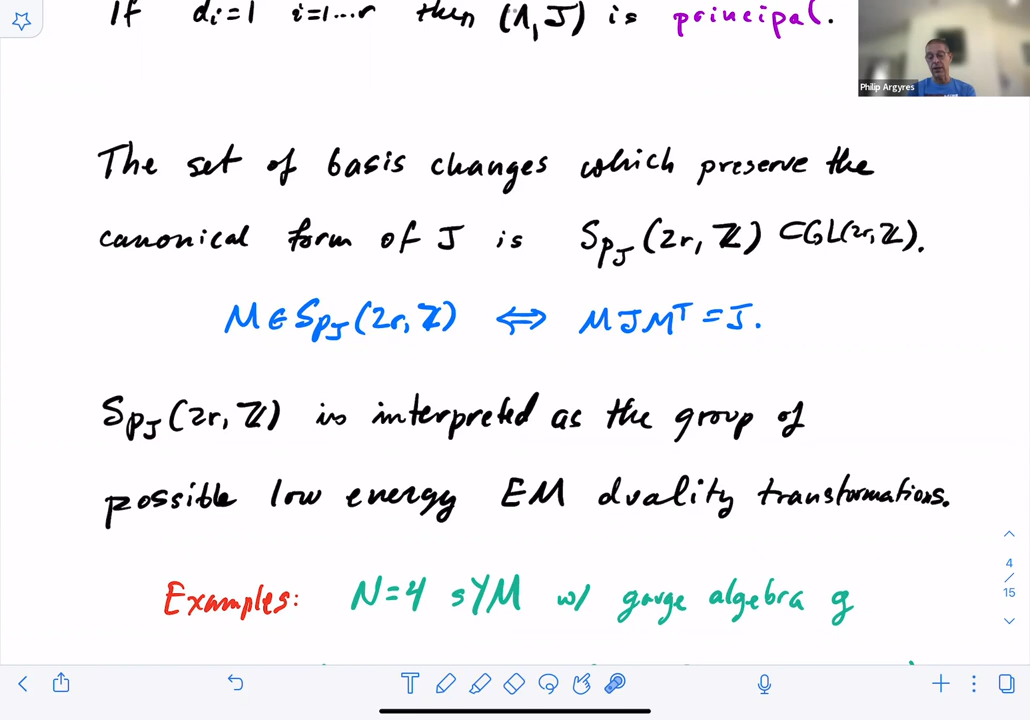 If di=1 i=1...r then (Λ,J) is principal.
Philip Argyres
The set of basis changes which preserve the
canonical form of J is Sp_J(2r,ℤ) ⊂GL(2r,ℤ).
M∈Sp_J(2r,ℤ) ⟺ MJM^T=J.
Sp_J(2r,ℤ) is interpreted as the group of
possible low energy EM duality transformations.
4
/
15
Examples: N=4 sYM w/ gauge algebra g
T